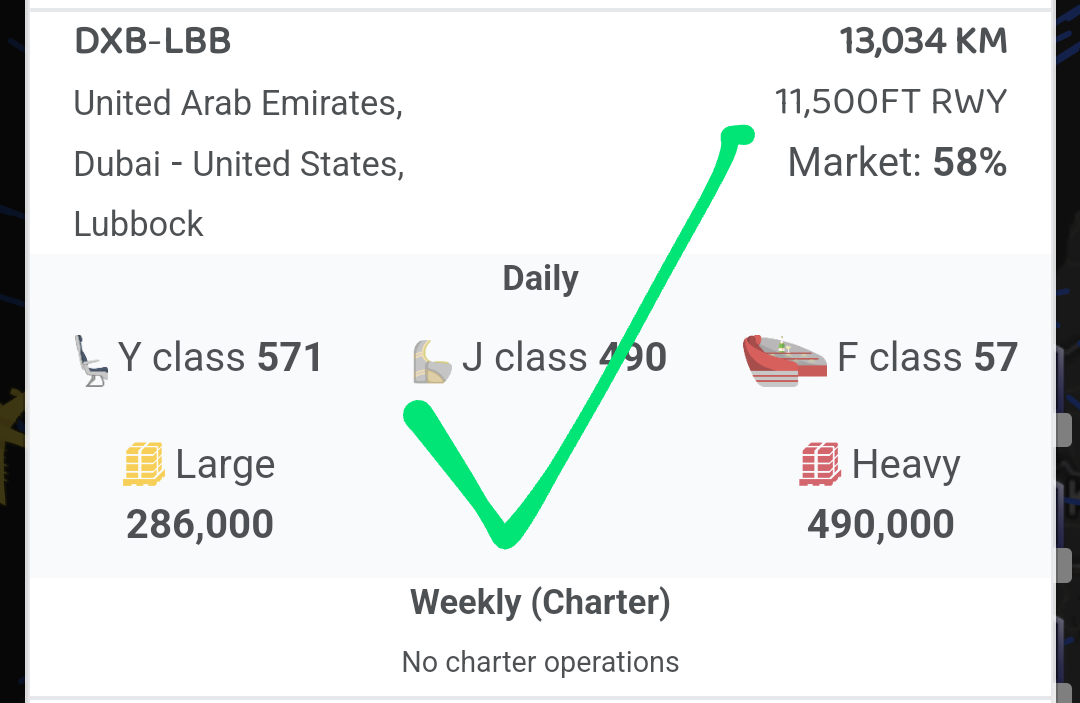 DXB-LBB
13,034 KM
United Arab Emirates,
11,500FT RWY
Dubai - United States,
Market: 58%
Lubbock
Daily
Y class 571
J class 490
F class 57
Large
Heavy
286,000
490,000
Weekly (Charter)
No charter operations